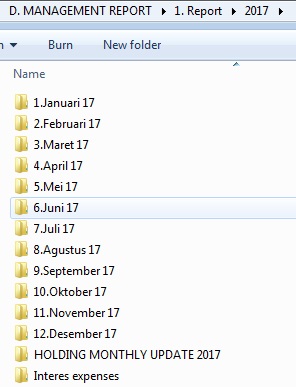 D. MANAGEMENT REPORT 1. Report 2017
Burn New folder
Name
1.Januari 17
2.Februari 17
3.Maret 17
4.April 17
5.Mei 17
6.Juni 17
7.Juli 17
8.Agustus 17
9.September 17
10.Oktober 17
11.November 17
12.Desember 17
HOLDING MONTHLY UPDATE 2017
Interes expenses